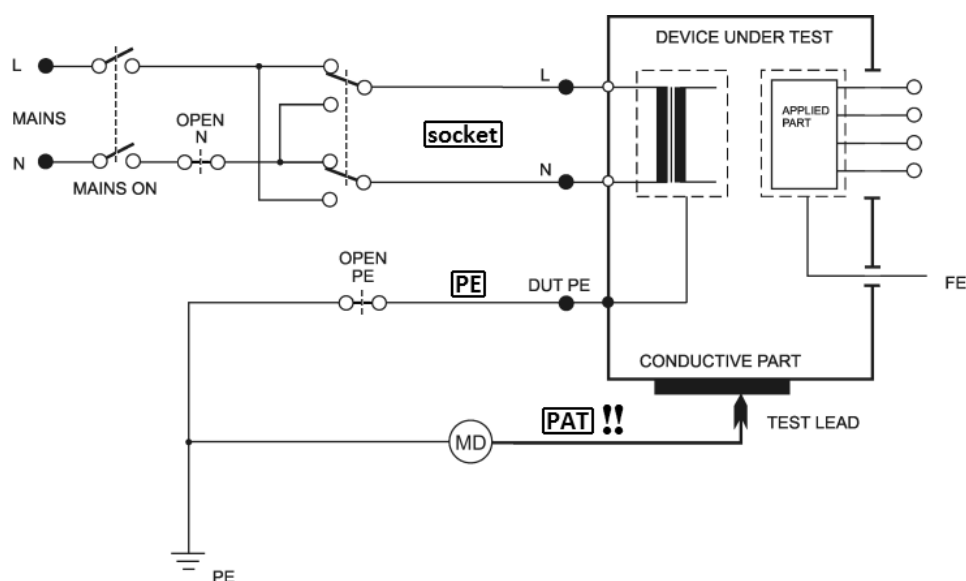 DEVICE UNDER TEST
L
MAINS
N
OPEN
N
MAINS ON
L
socket
N
APPLIED
PART
OPEN
PE
PE
DUT PE
FE
CONDUCTIVE PART
PAT !!
TEST LEAD
MD
PE